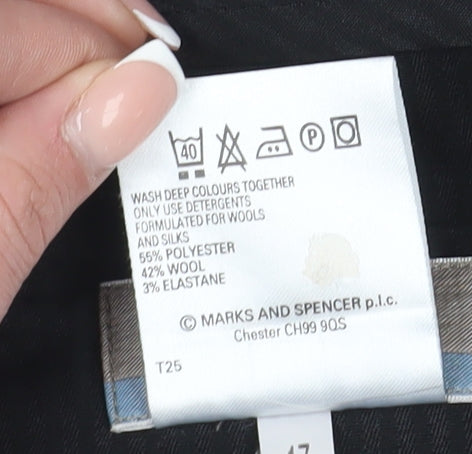 40
P
WASH DEEP COLOURS TOGETHER
ONLY USE DETERGENTS
FORMULATED FOR WOOLS
AND SILKS
55% POLYESTER
42% WOOL
3% ELASTANE
© MARKS AND SPENCER p.l.c.
Chester CH99 9QS
T25